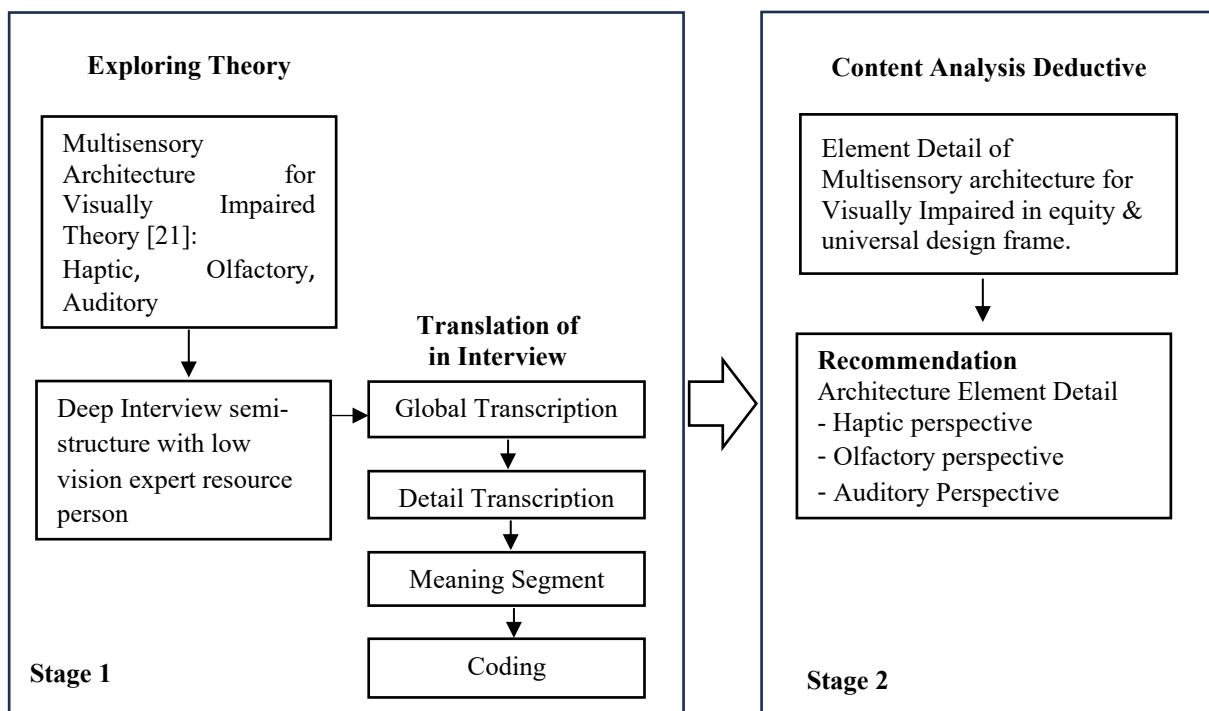 Exploring Theory
Multisensory
Architecture for
Visually Impaired
Theory [21]:
Haptic, Olfactory,
Auditory
Deep Interview semi-
structure with low
vision expert resource
person
Translation of
in Interview
Global Transcription
Detail Transcription
Meaning Segment
Coding
Stage 1
Content Analysis Deductive
Element Detail of
Multisensory architecture for
Visually Impaired in equity &
universal design frame.
Recommendation
Architecture Element Detail
- Haptic perspective
- Olfactory perspective
- Auditory Perspective
Stage 2